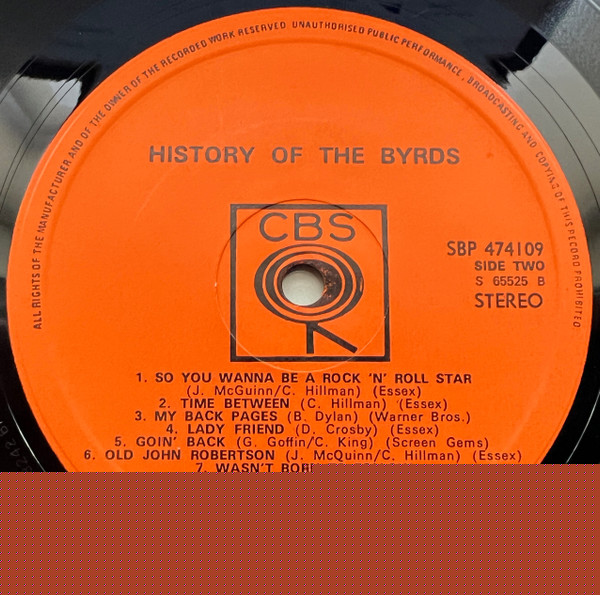 ALL RIGHTS OF THE MANUFACTURER AND OF THE OWNER OF THE RECORDED WORK RESERVED. UNAUTHORISED PUBLIC PERFORMANCE, BROADCASTING AND COPYING OF THIS RECORD PROHIBITED
HISTORY OF THE BYRDS
CBS
SBP 474109
SIDE TWO
S 65525 B
STEREO
1. SO YOU WANNA BE A ROCK 'N' ROLL STAR
(J. McGuinn/C. Hillman) (Essex)
2. TIME BETWEEN (C. Hillman) (Essex)
3. MY BACK PAGES (B. Dylan) (Warner Bros.)
4. LADY FRIEND (D. Crosby) (Essex)
5. GOIN' BACK (G. Goffin/C. King) (Screen Gems)
6. OLD JOHN ROBERTSON (J. McQuinn/C. Hillman) (Essex)
7. WASN'T